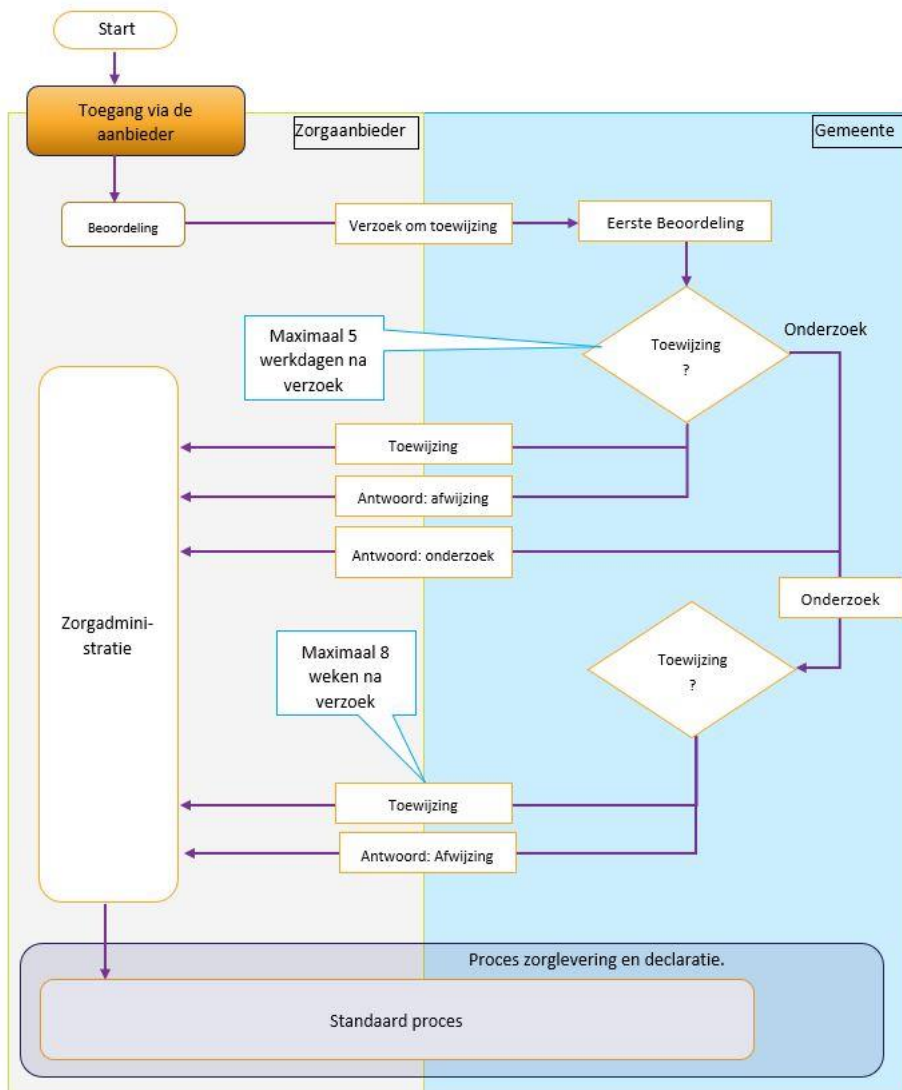 Start
Toegang via de
aanbieder
Zorgaanbieder
Gemeente
Beoordeling
Verzoek om toewijzing
Eerste Beoordeling
Maximaal 5
werkdagen na
verzoek
Toewijzing
?
Onderzoek
Toewijzing
Antwoord: afwijzing
Antwoord: onderzoek
Onderzoek
Zorgadmini-
stratie
Maximaal 8
weken na
verzoek
Toewijzing
?
Toewijzing
Antwoord: Afwijzing
Proces zorglevering en declaratie.
Standaard proces